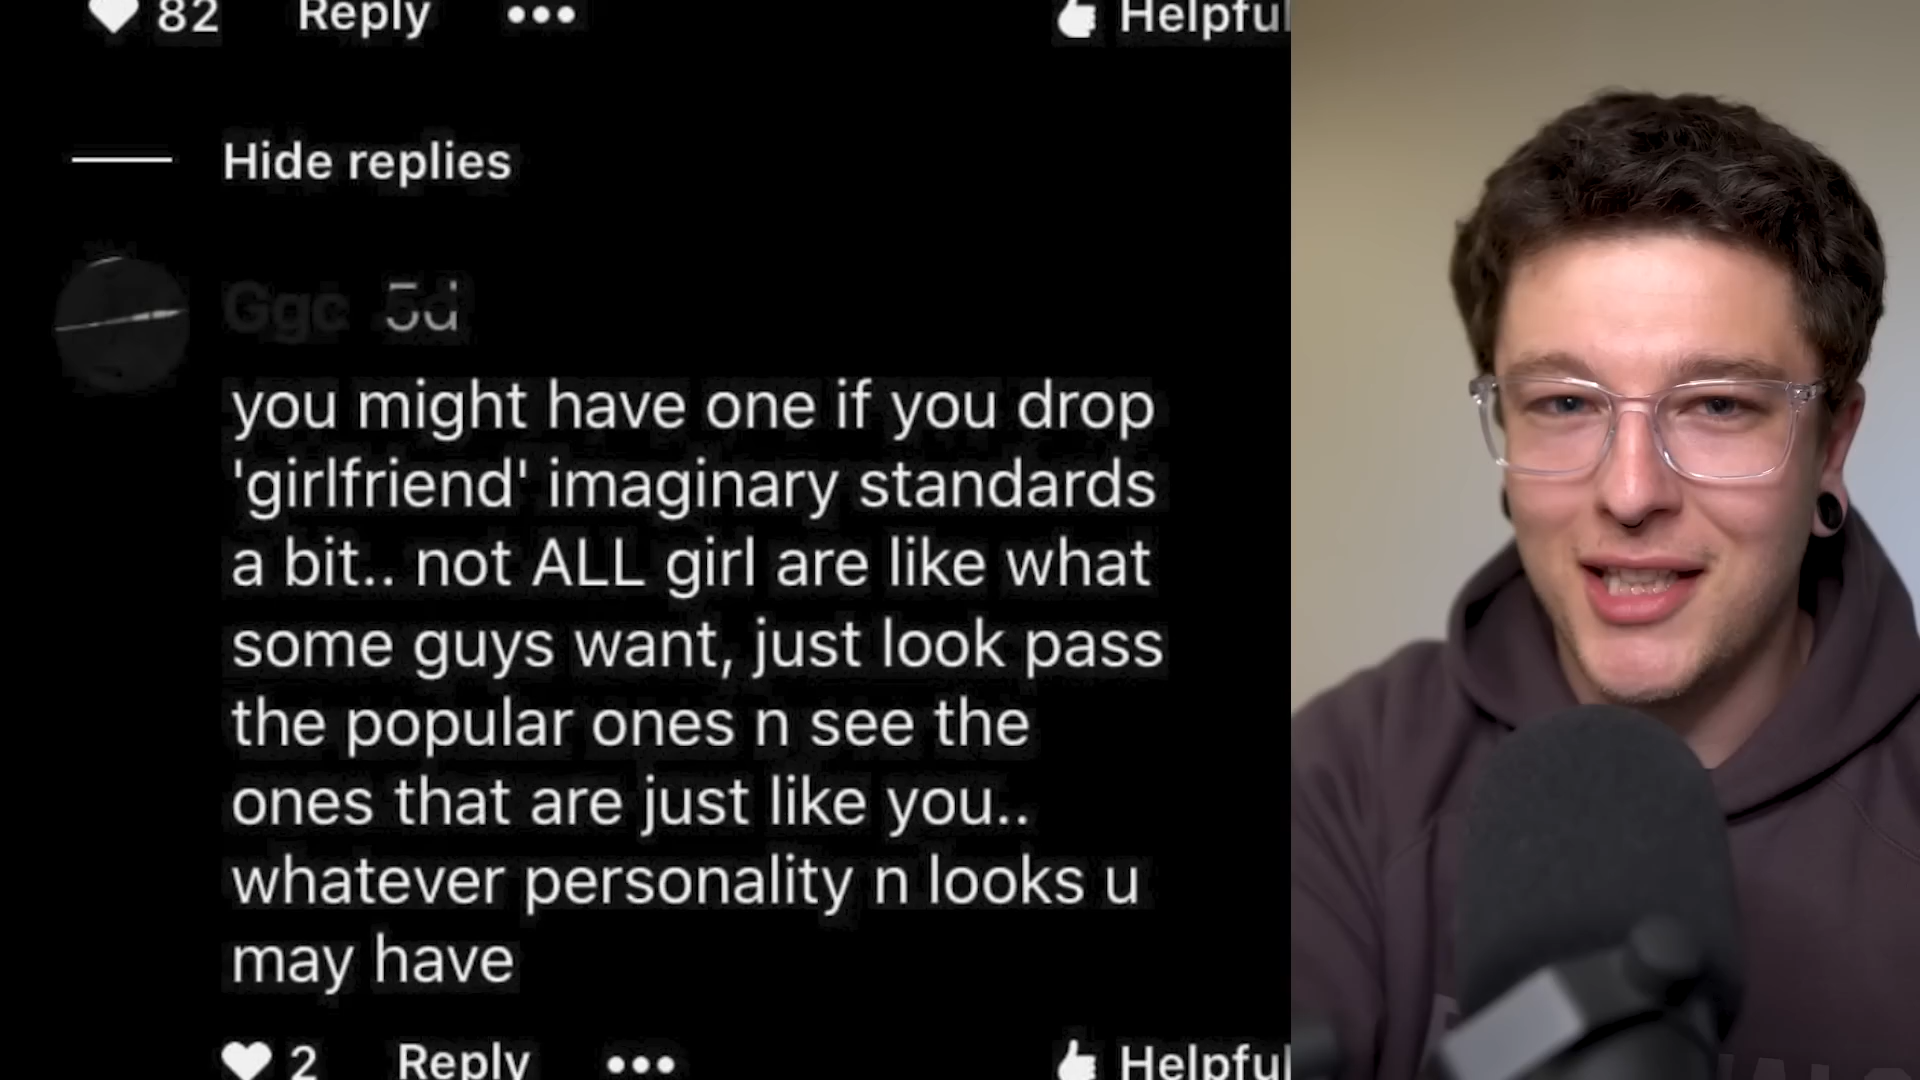 82 Reply Helpful
Hide replies
Ggc 5d
you might have one if you drop
'girlfriend' imaginary standards
a bit.. not ALL girl are like what
some guys want, just look pass
the popular ones n see the
ones that are just like you..
whatever personality n looks u
may have
2 Reply Helpful